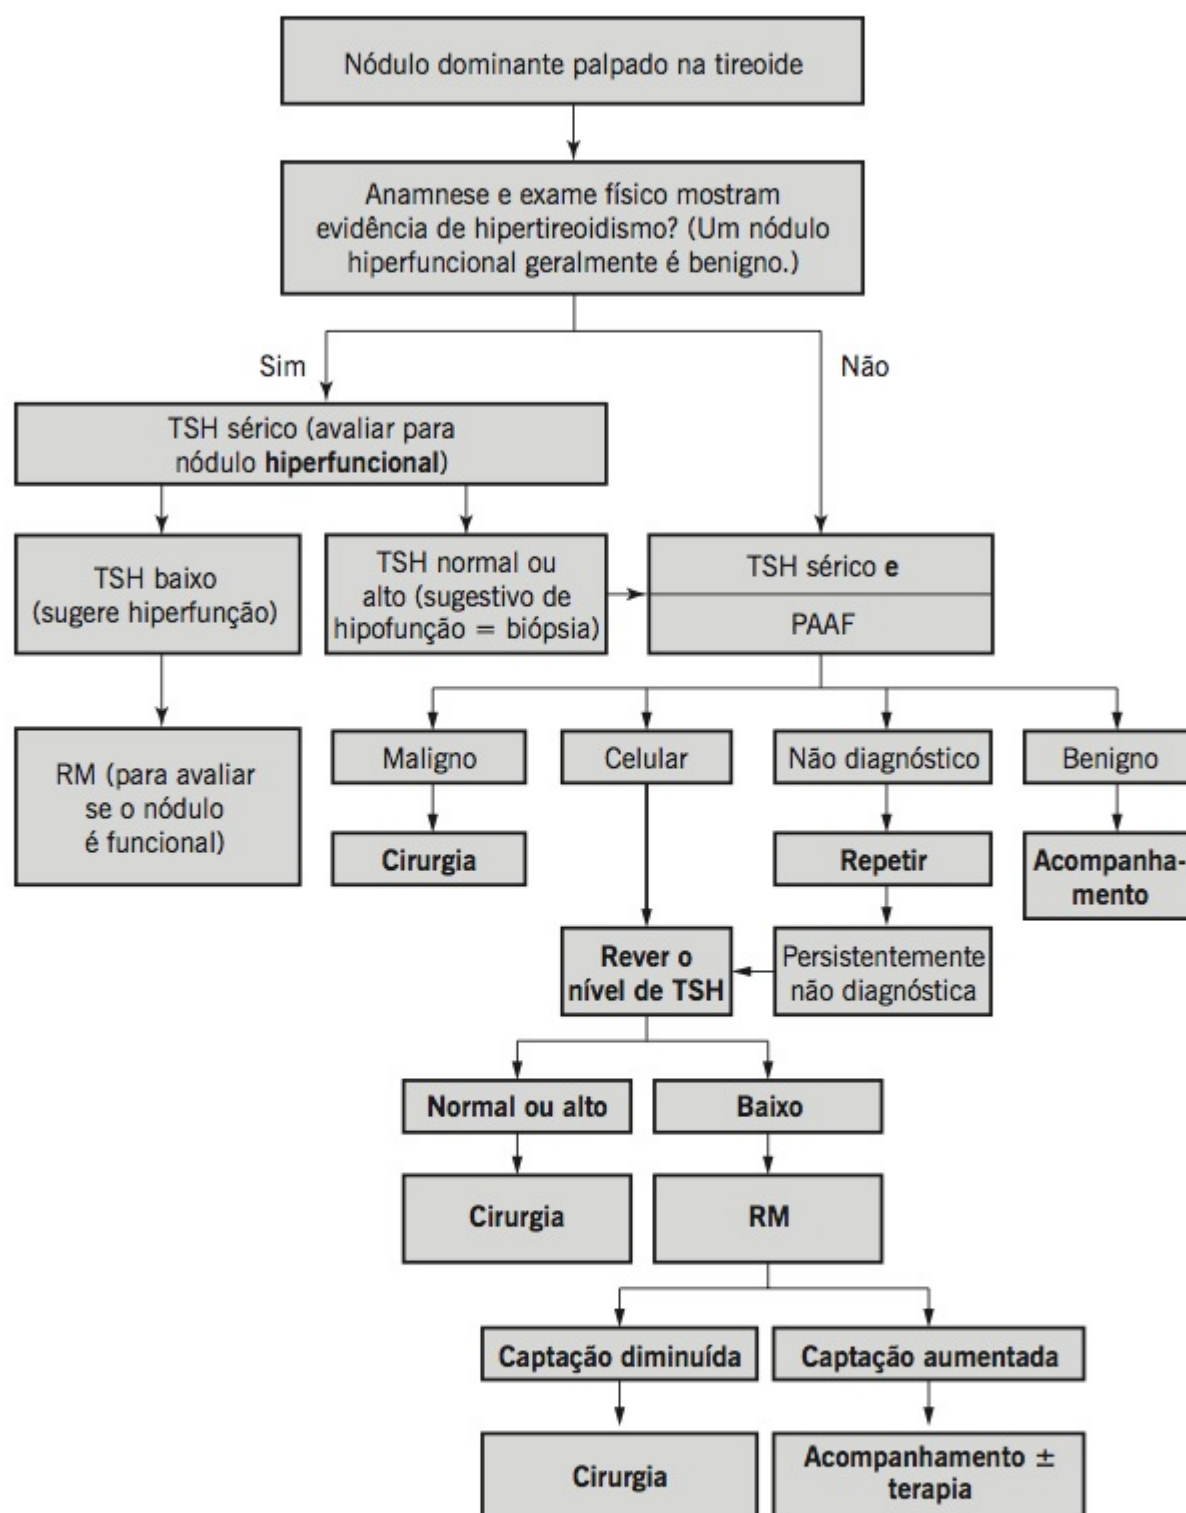 Nódulo dominante palpado na tireoide
Anamnese e exame físico mostram
evidência de hipertireoidismo? (Um nódulo
hiperfuncional geralmente é benigno.)
Sim
Não
TSH sérico (avaliar para
nódulo hiperfuncional)
TSH baixo
(sugere hiperfunção)
TSH normal ou
alto (sugestivo de
hipofunção = biópsia)
TSH sérico e
PAAF
RM (para avaliar
se o nódulo
é funcional)
Maligno
Celular
Não diagnóstico
Benigno
Cirurgia
Repetir
Acompanha-
mento
Rever o
nível de TSH
Persistentemente
não diagnóstica
Normal ou alto
Baixo
Cirurgia
RM
Captação diminuída
Captação aumentada
Cirurgia
Acompanhamento ±
terapia